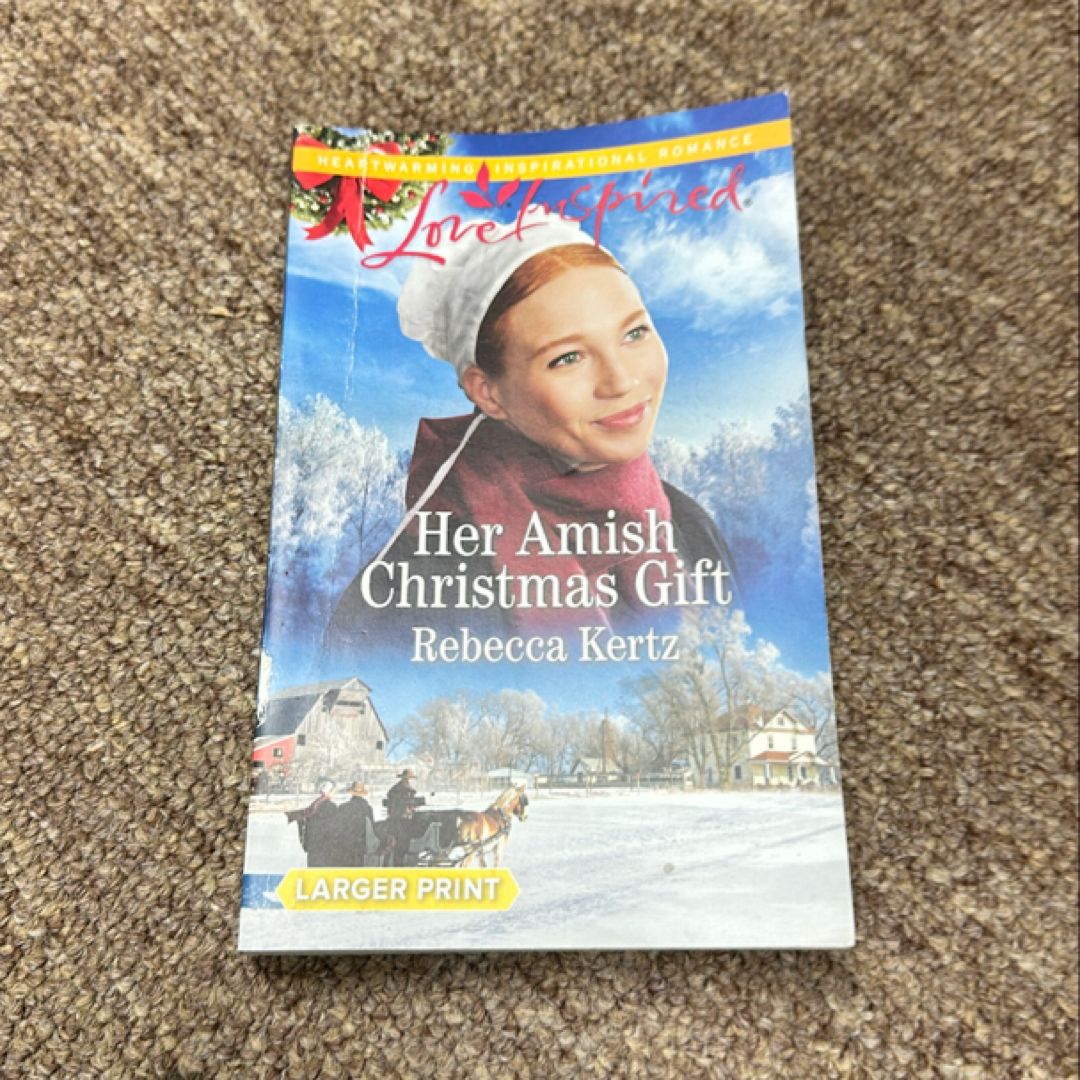 HEARTWARMING INSPIRATIONAL ROMANCE
Love Inspired®
Her Amish
Christmas Gift
Rebecca Kertz
LARGER PRINT